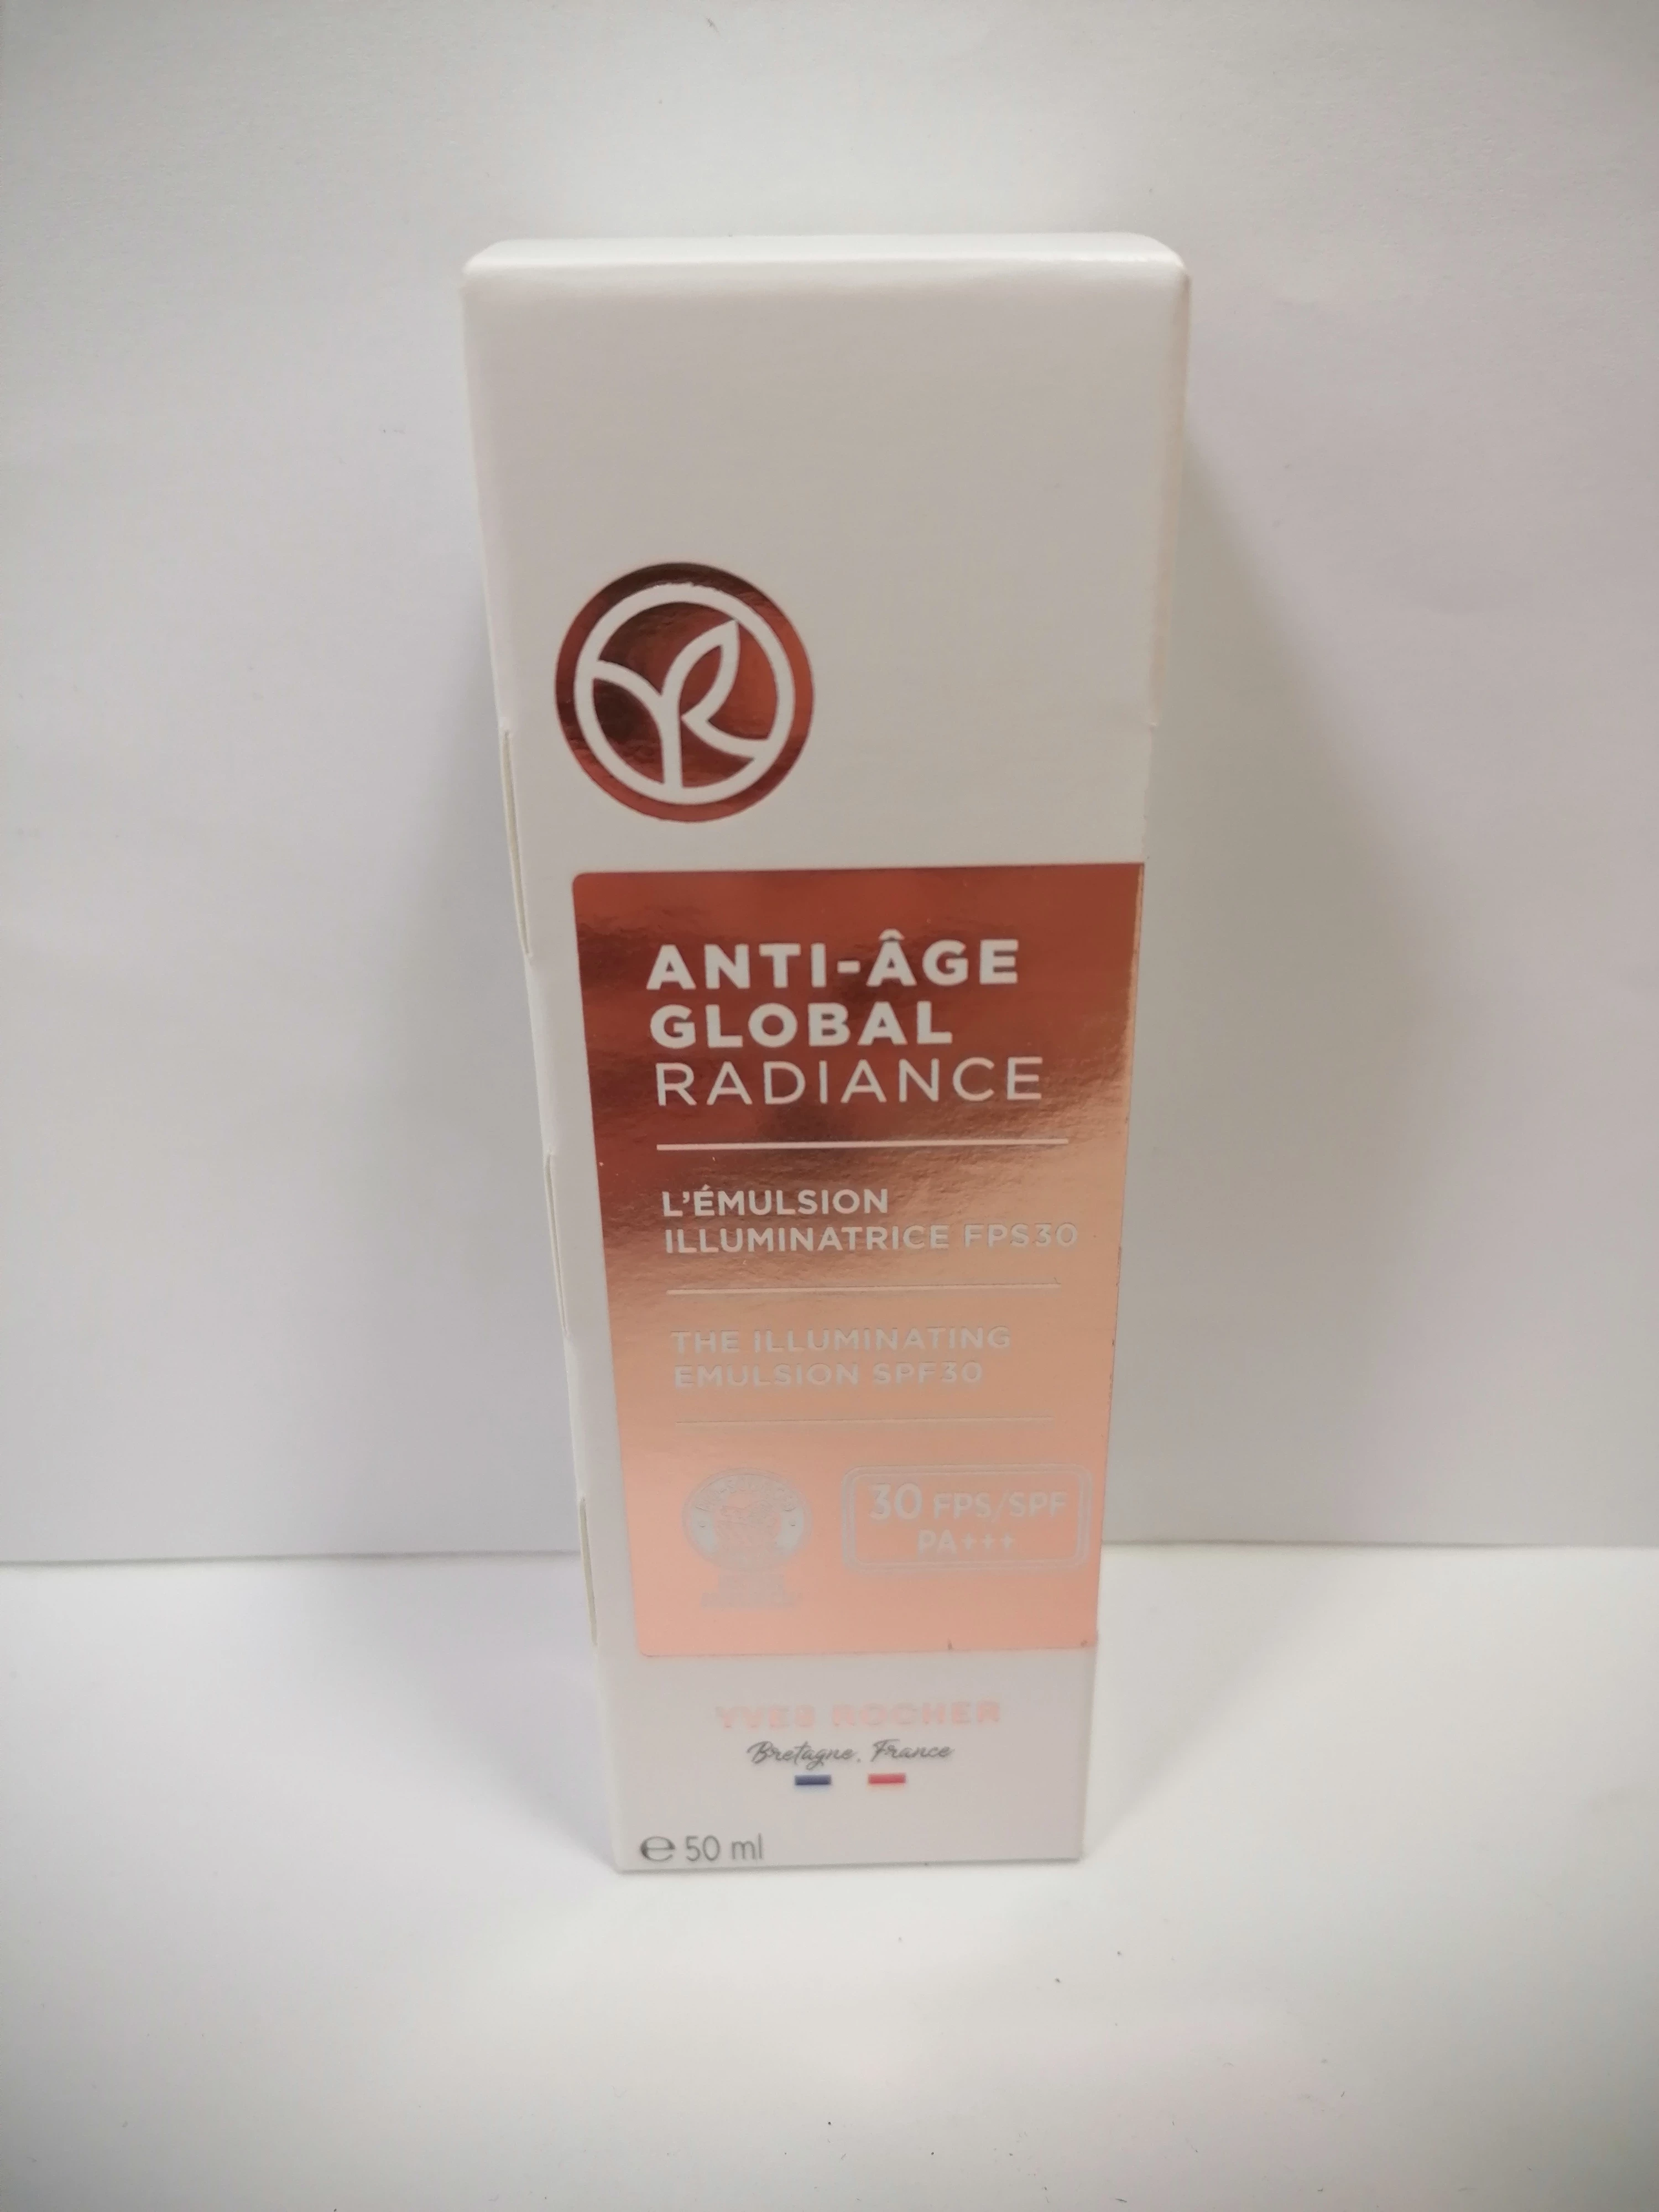 ANTI-ÂGE
GLOBAL
RADIANCE
L'ÉMULSION
ILLUMINATRICE FPS30
THE ILLUMINATING
EMULSION SPF30
30 FPS/SPF
PA+++
YVES ROCHER
Bretagne, France
℮ 50 ml